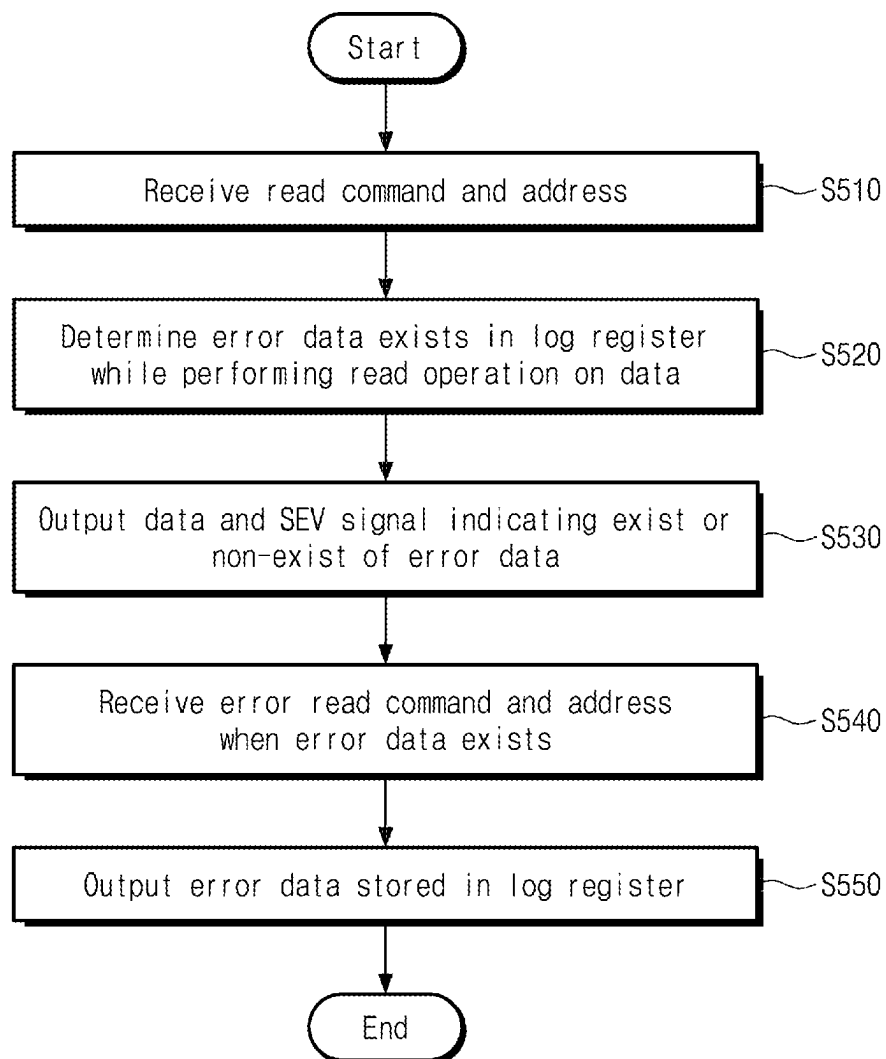 Start
Receive read command and address
S510
Determine error data exists in log register
while performing read operation on data
S520
Output data and SEV signal indicating exist or
non-exist of error data
S530
Receive error read command and address
when error data exists
S540
Output error data stored in log register
S550
End